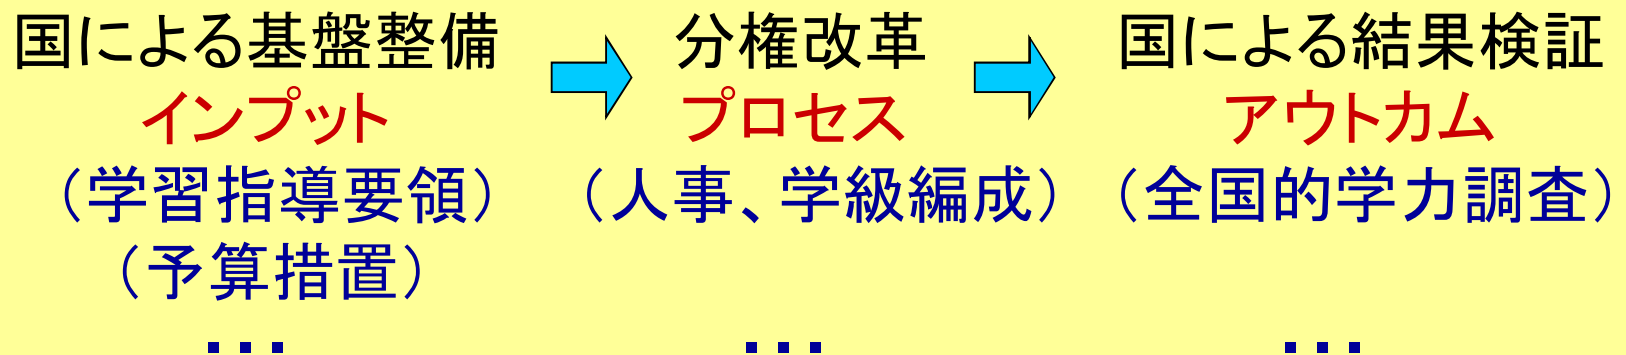 国による基盤整備
インプット
（学習指導要領）
（予算措置）
…
分権改革
プロセス
（人事、学級編成）
…
国による結果検証
アウトカム
（全国的学力調査）
…